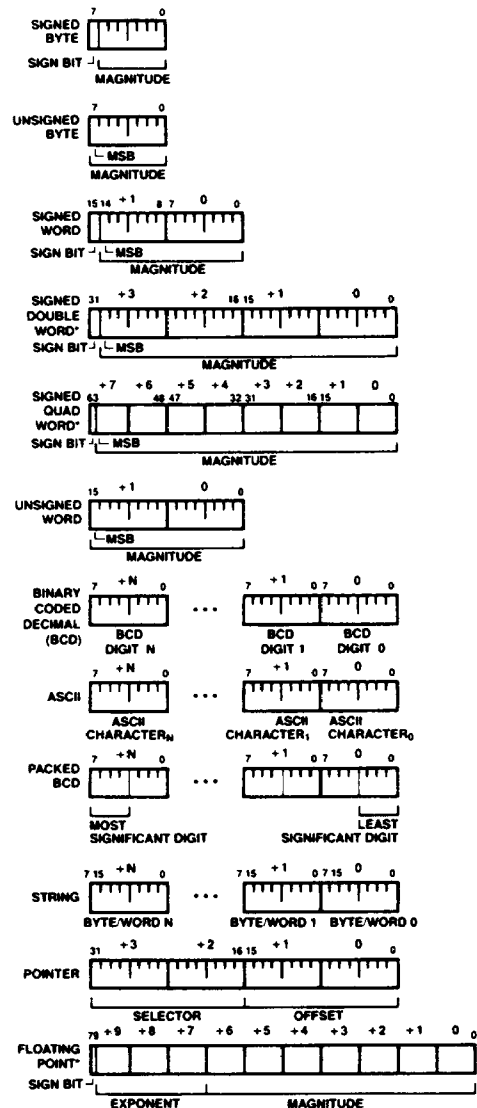 SIGNED BYTE
7 0
SIGN BIT
MAGNITUDE
UNSIGNED BYTE
7 0
MSB
MAGNITUDE
SIGNED WORD
+1 0
15 14 8 7 0
SIGN BIT MSB
MAGNITUDE
SIGNED DOUBLE WORD*
+3 +2 +1 0
31 16 15 0
SIGN BIT MSB
MAGNITUDE
SIGNED QUAD WORD*
+7 +6 +5 +4 +3 +2 +1 0
63 48 47 32 31 16 15 0
SIGN BIT MSB
MAGNITUDE
UNSIGNED WORD
+1 0
15 0
MSB
MAGNITUDE
BINARY CODED DECIMAL (BCD)
+N +1 0
7 0 ... 7 0 7 0
BCD DIGIT N BCD DIGIT 1 BCD DIGIT 0
ASCII
+N +1 0
7 0 ... 7 0 7 0
ASCII CHARACTERN ASCII CHARACTER1 ASCII CHARACTER0
PACKED BCD
+N +1 0
7 0 ... 7 0 7 0
MOST SIGNIFICANT DIGIT LEAST SIGNIFICANT DIGIT
STRING
+N +1 0
7 15 0 ... 7 15 0 7 15 0
BYTE/WORD N BYTE/WORD 1 BYTE/WORD 0
POINTER
+3 +2 +1 0
31 16 15 0
SELECTOR OFFSET
FLOATING POINT*
79 +9 +8 +7 +6 +5 +4 +3 +2 +1 0 0
SIGN BIT
EXPONENT MAGNITUDE